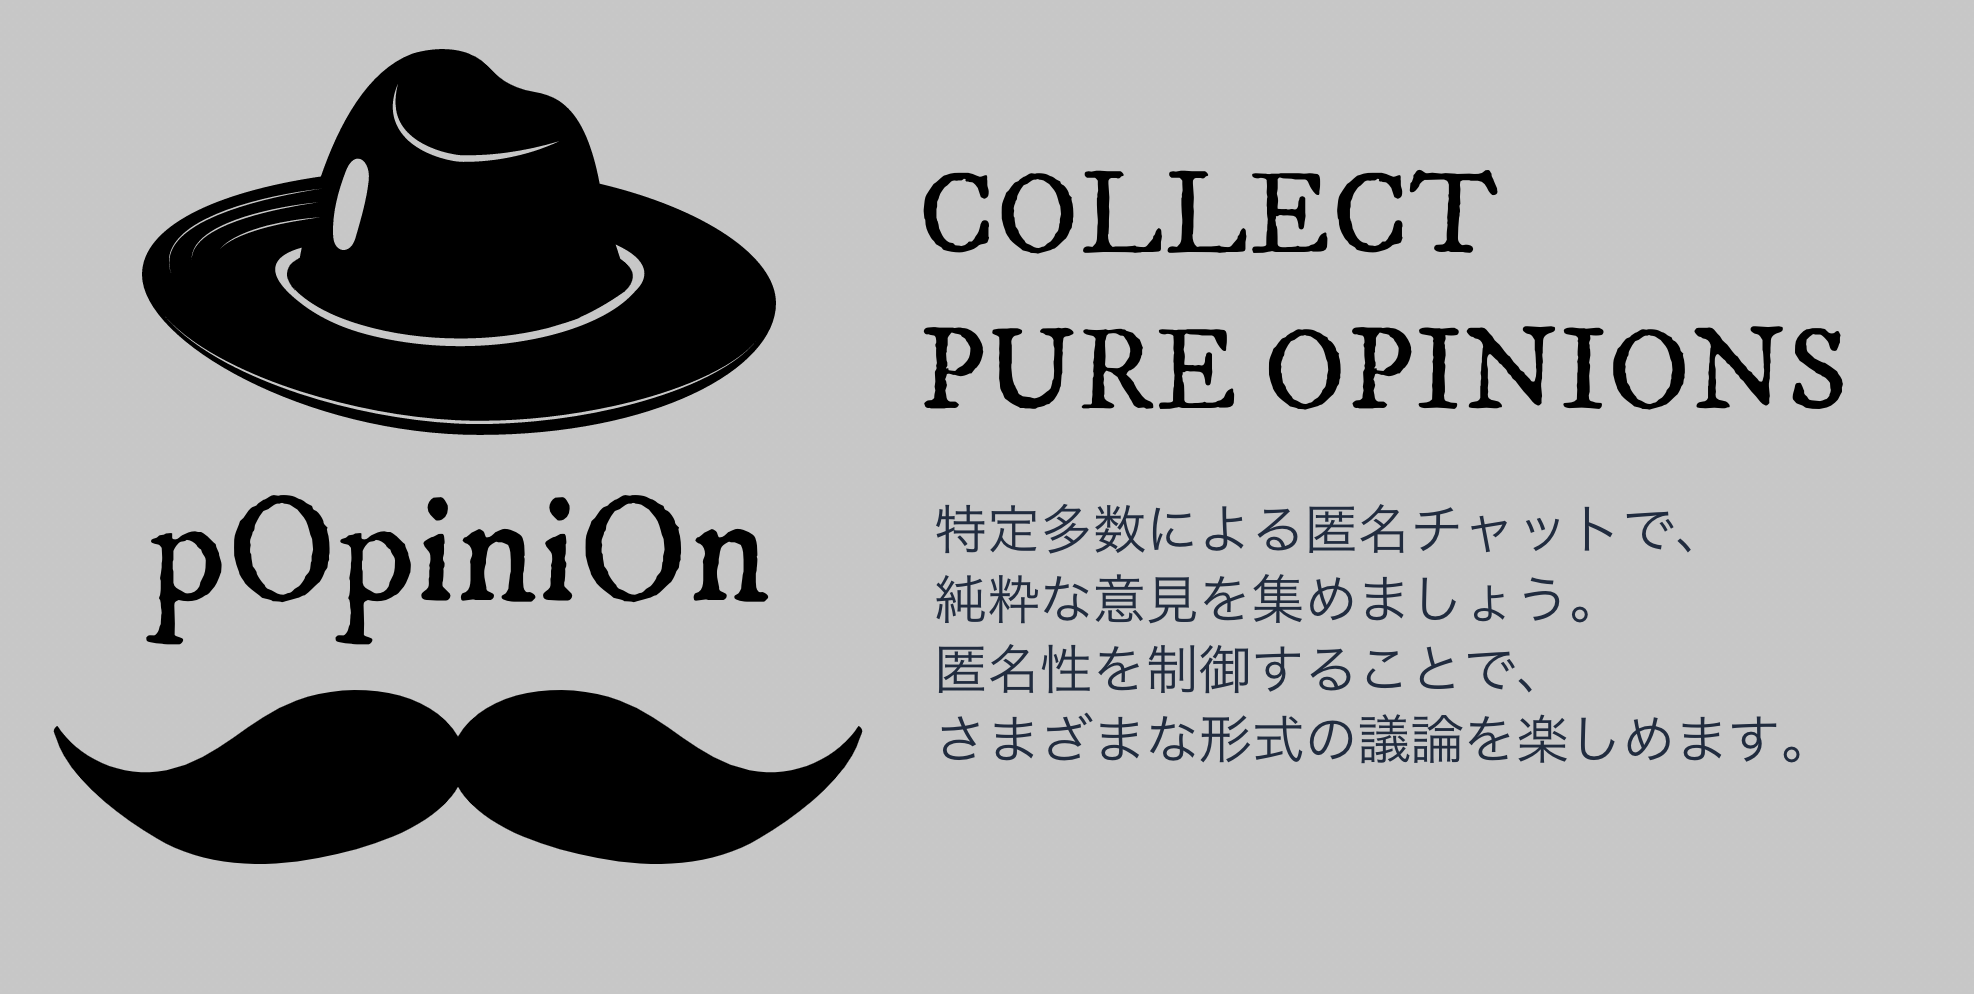 pOpiniOn
COLLECT
PURE OPINIONS
特定多数による匿名チャットで、
純粋な意見を集めましょう。
匿名性を制御することで、
さまざまな形式の議論を楽しめます。